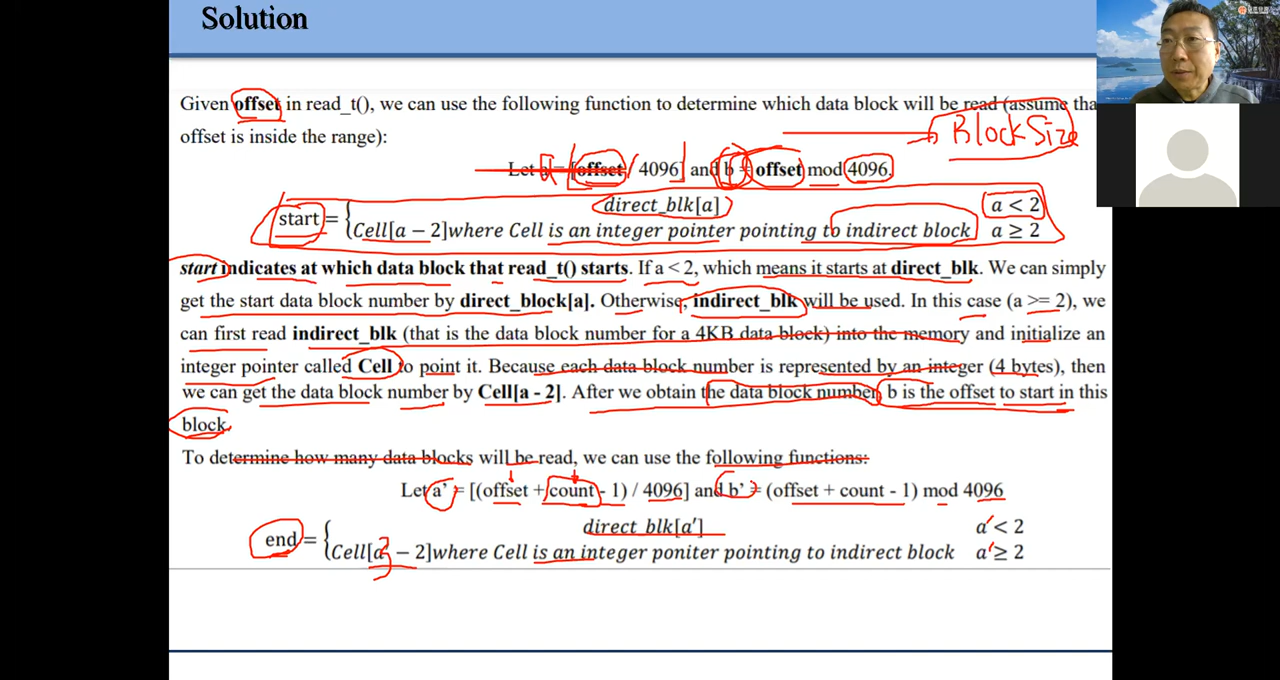 Solution
Given offset in read_t(), we can use the following function to determine which data block will be read (assume tha
offset is inside the range):
BlockSize
Let a = [offset / 4096] and b = offset mod 4096.
direct_blk[a] a < 2
start = {
Cell[a − 2]where Cell is an integer pointer pointing to indirect block a ≥ 2
start indicates at which data block that read_t() starts. If a < 2, which means it starts at direct_blk. We can simply
get the start data block number by direct_block[a]. Otherwise, indirect_blk will be used. In this case (a >= 2), we
can first read indirect_blk (that is the data block number for a 4KB data block) into the memory and initialize an
integer pointer called Cell to point it. Because each data block number is represented by an integer (4 bytes), then
we can get the data block number by Cell[a - 2]. After we obtain the data block number, b is the offset to start in this
block.
To determine how many data blocks will be read, we can use the following functions:
Let a' = [(offset + count - 1) / 4096] and b' = (offset + count - 1) mod 4096
direct_blk[a'] a' < 2
end = {
Cell[a' − 2]where Cell is an integer poniter pointing to indirect block a' ≥ 2